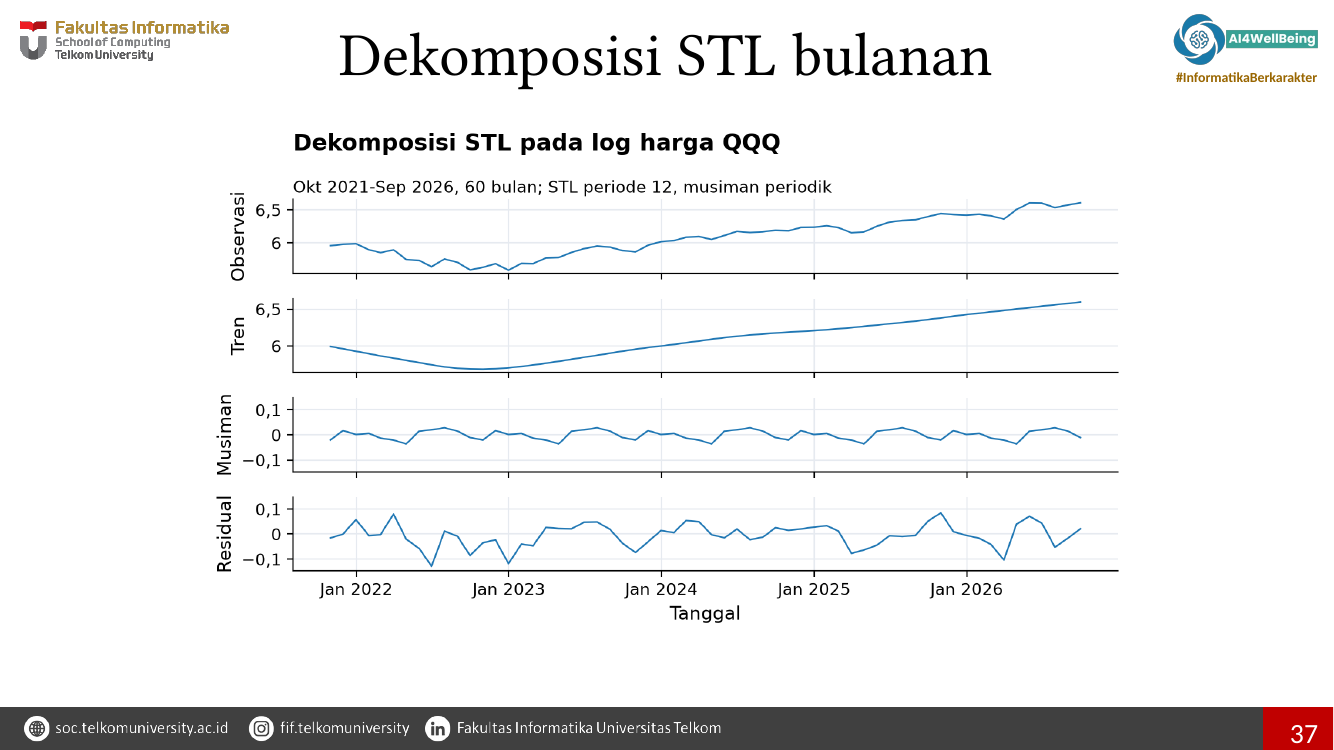 Fakultas Informatika
School of Computing
Telkom University
Dekomposisi STL bulanan
AI4WellBeing
#InformatikaBerkarakter
Dekomposisi STL pada log harga QQQ
Okt 2021-Sep 2026, 60 bulan; STL periode 12, musiman periodik
Observasi
6,5
6
Tren
6,5
6
Musiman
0,1
0
−0,1
Residual
0,1
0
−0,1
Jan 2022
Jan 2023
Jan 2024
Jan 2025
Jan 2026
Tanggal
soc.telkomuniversity.ac.id
fif.telkomuniversity
in
Fakultas Informatika Universitas Telkom
37